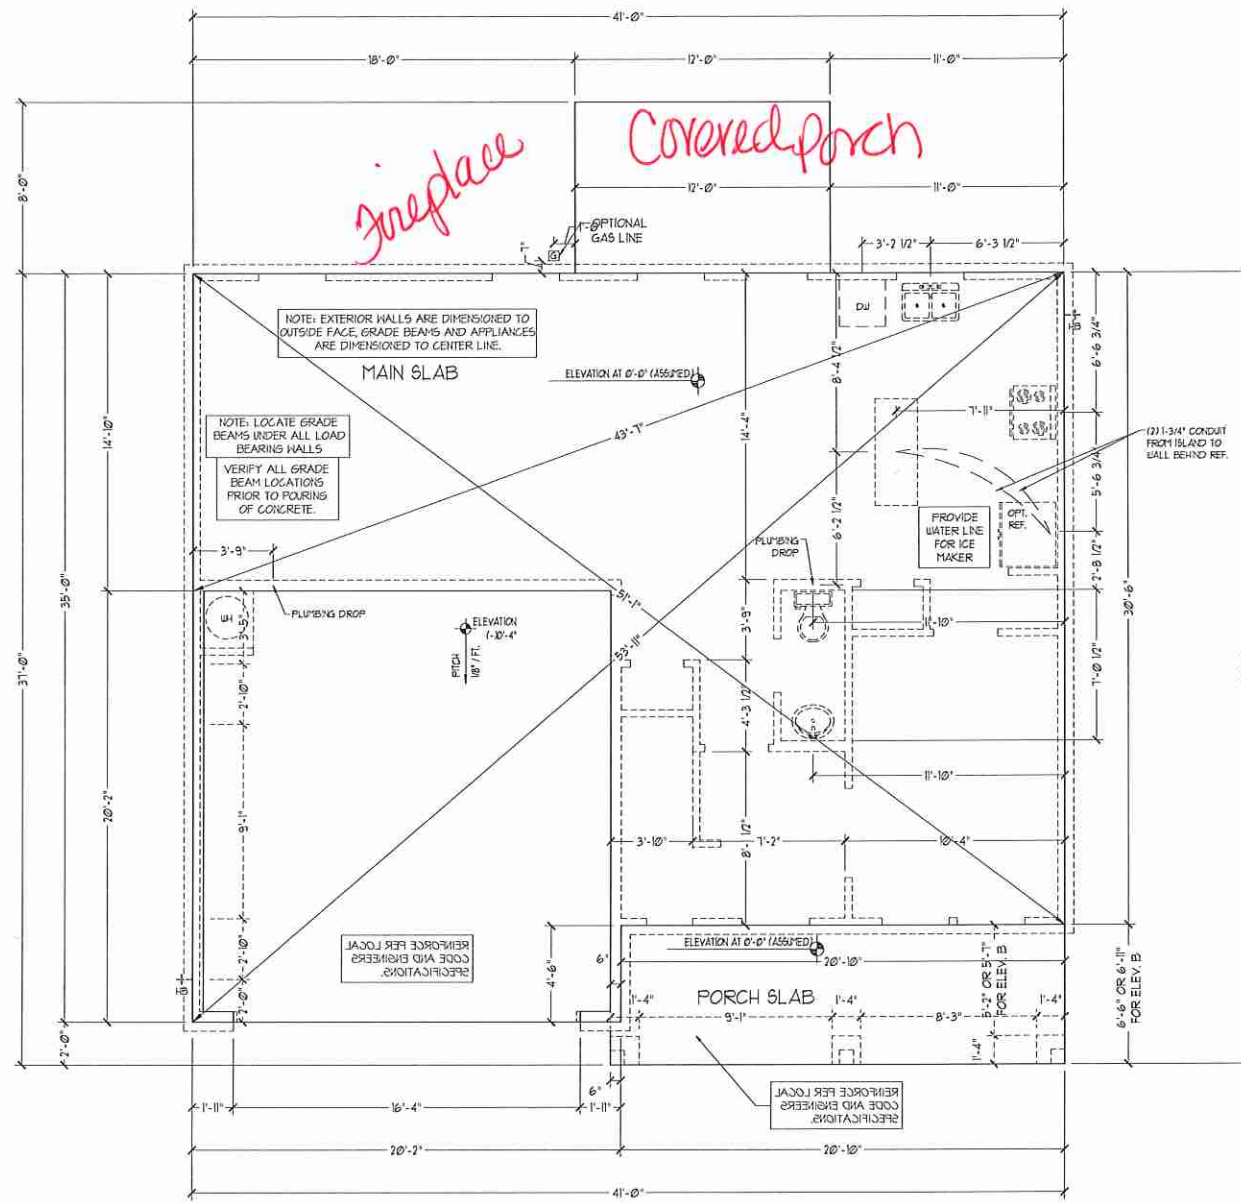 41'-0"
18'-0"
12'-0"
11'-0"
Fireplace
Covered porch
8'-0"
12'-0"
11'-0"
1'-0"
OPTIONAL
GAS LINE
7"
G
3'-2 1/2"
6'-3 1/2"
NOTE: EXTERIOR WALLS ARE DIMENSIONED TO
OUTSIDE FACE, GRADE BEAMS AND APPLIANCES
ARE DIMENSIONED TO CENTER LINE.
MAIN SLAB
ELEVATION AT 0'-0" (ASSUMED)
DW
8'-4 1/2"
6'-6 3/4"
HB
7'-11"
NOTE: LOCATE GRADE
BEAMS UNDER ALL LOAD
BEARING WALLS
VERIFY ALL GRADE
BEAM LOCATIONS
PRIOR TO POURING
OF CONCRETE.
14'-10"
43'-7"
14'-4"
(2) 1-3/4" CONDUIT
FROM ISLAND TO
WALL BEHIND REF.
5'-6 3/4"
6'-2 1/2"
PROVIDE
WATER LINE
FOR ICE
MAKER
OPT.
REF.
PLUMBING
DROP
3'-9"
2'-8 1/2"
35'-0"
37'-0"
30'-6"
WH
3'-5"
PLUMBING DROP
ELEVATION
(-)0'-4"
PITCH
1/8" / FT.
51'-1"
53'-11"
3'-9"
11'-10"
7'-0 1/2"
2'-10"
4'-3 1/2"
11'-10"
20'-2"
9'-1"
3'-10"
7'-2"
10'-4"
8'-1 1/2"
REINFORCE PER LOCAL
CODE AND ENGINEERS
SPECIFICATIONS.
2'-10"
HB
2'-0"
4'-6"
6"
ELEVATION AT 0'-0" (ASSUMED)
20'-10"
PORCH SLAB
1'-4"
9'-1"
1'-4"
8'-3"
1'-4"
5'-2" OR 5'-7"
FOR ELEV. B
6'-6" OR 6'-11"
FOR ELEV. B
1'-4"
2'-0"
6"
REINFORCE PER LOCAL
CODE AND ENGINEERS
SPECIFICATIONS.
1'-11"
16'-4"
1'-11"
20'-2"
20'-10"
41'-0"